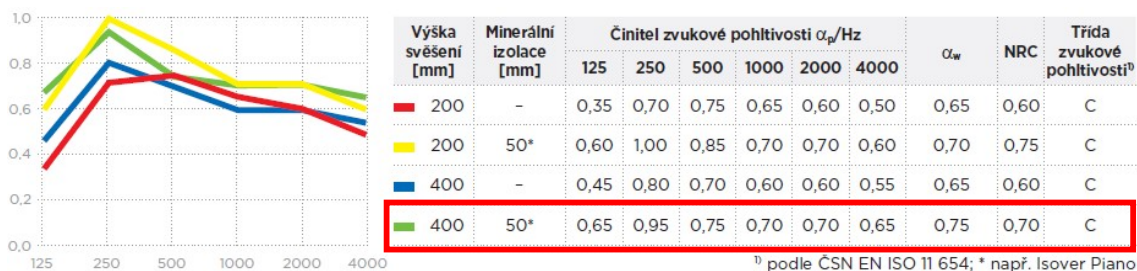 1,0
0,8
0,6
0,4
0,2
0,0
125 250 500 1000 2000 4000
Výška svěšení [mm] Minerální izolace [mm] Činitel zvukové pohltivosti αp/Hz αw NRC Třída zvukové pohltivosti¹⁾
125 250 500 1000 2000 4000
200 – 0,35 0,70 0,75 0,65 0,60 0,50 0,65 0,60 C
200 50* 0,60 1,00 0,85 0,70 0,70 0,60 0,70 0,75 C
400 – 0,45 0,80 0,70 0,60 0,60 0,55 0,65 0,60 C
400 50* 0,65 0,95 0,75 0,70 0,70 0,65 0,75 0,70 C
¹⁾ podle ČSN EN ISO 11 654; * např. Isover Piano